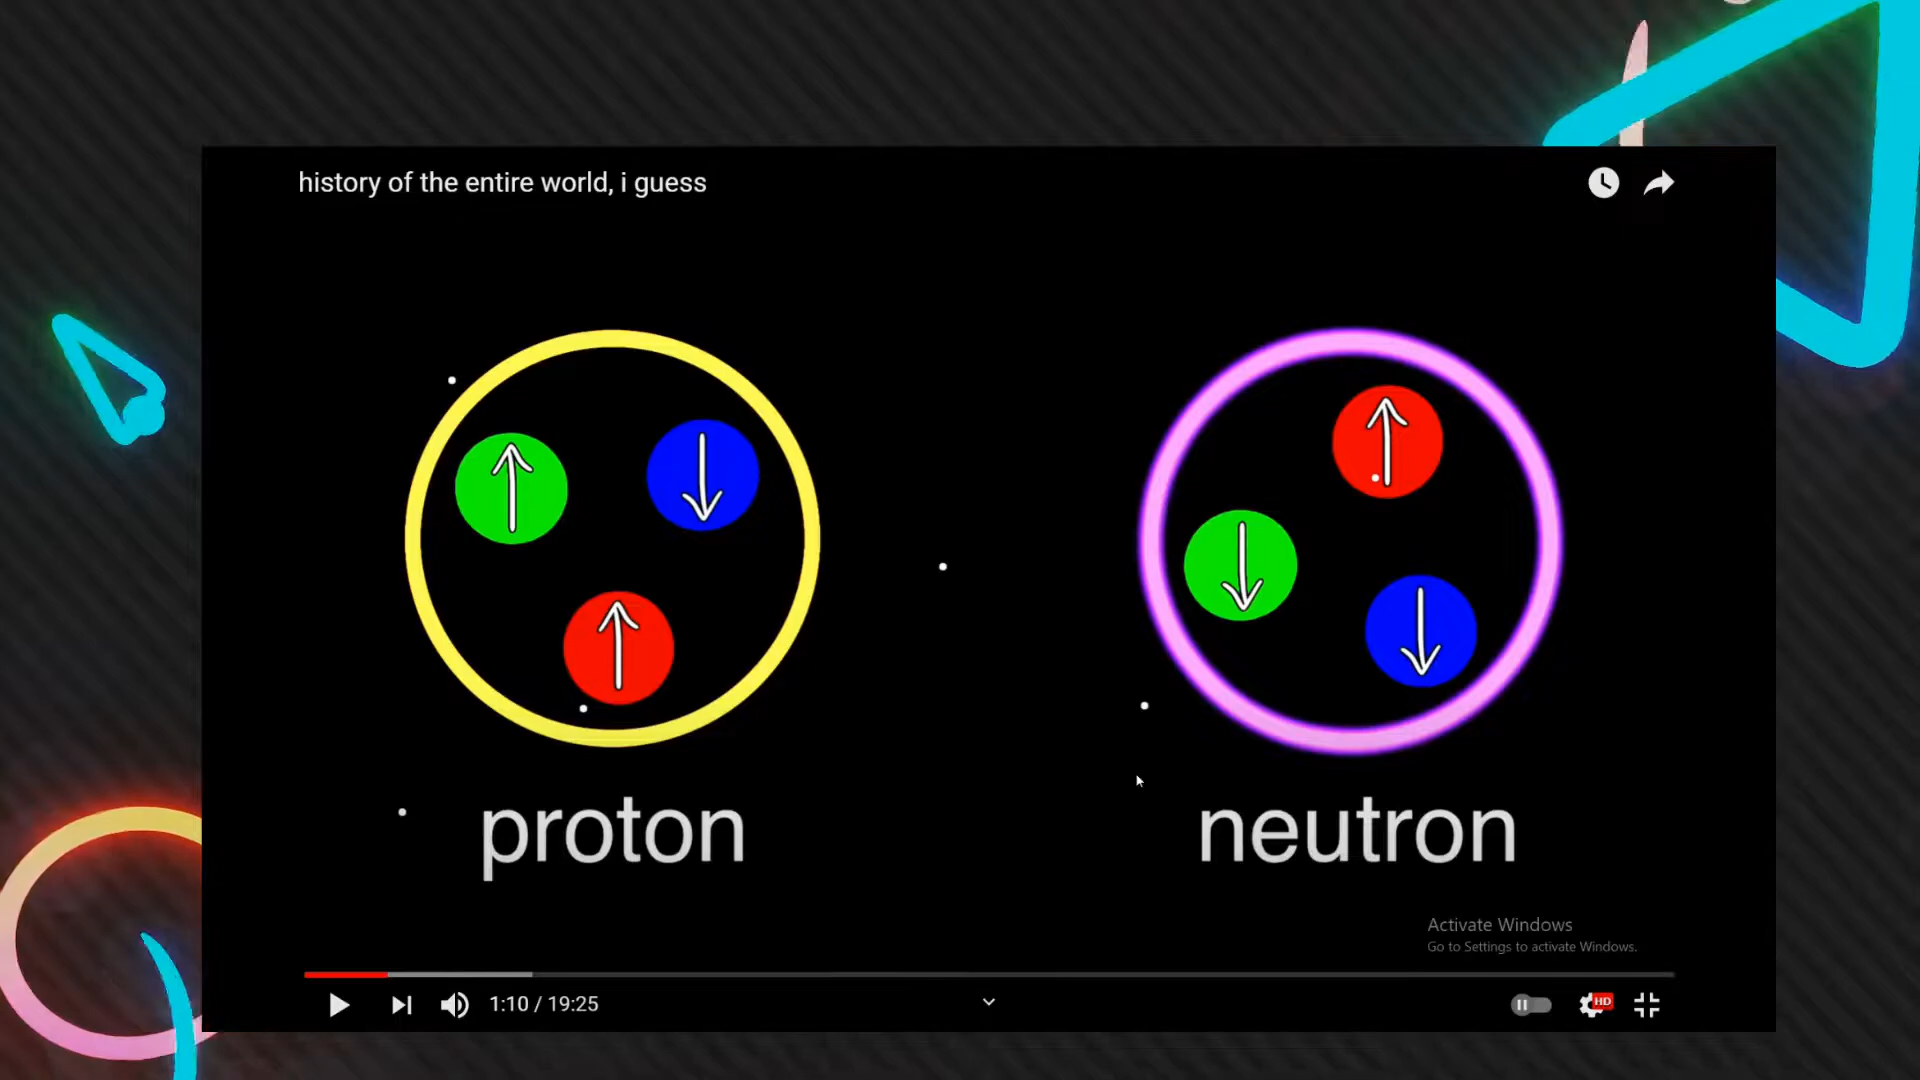 history of the entire world, i guess
proton
neutron
Activate Windows
Go to Settings to activate Windows.
1:10 / 19:25
HD